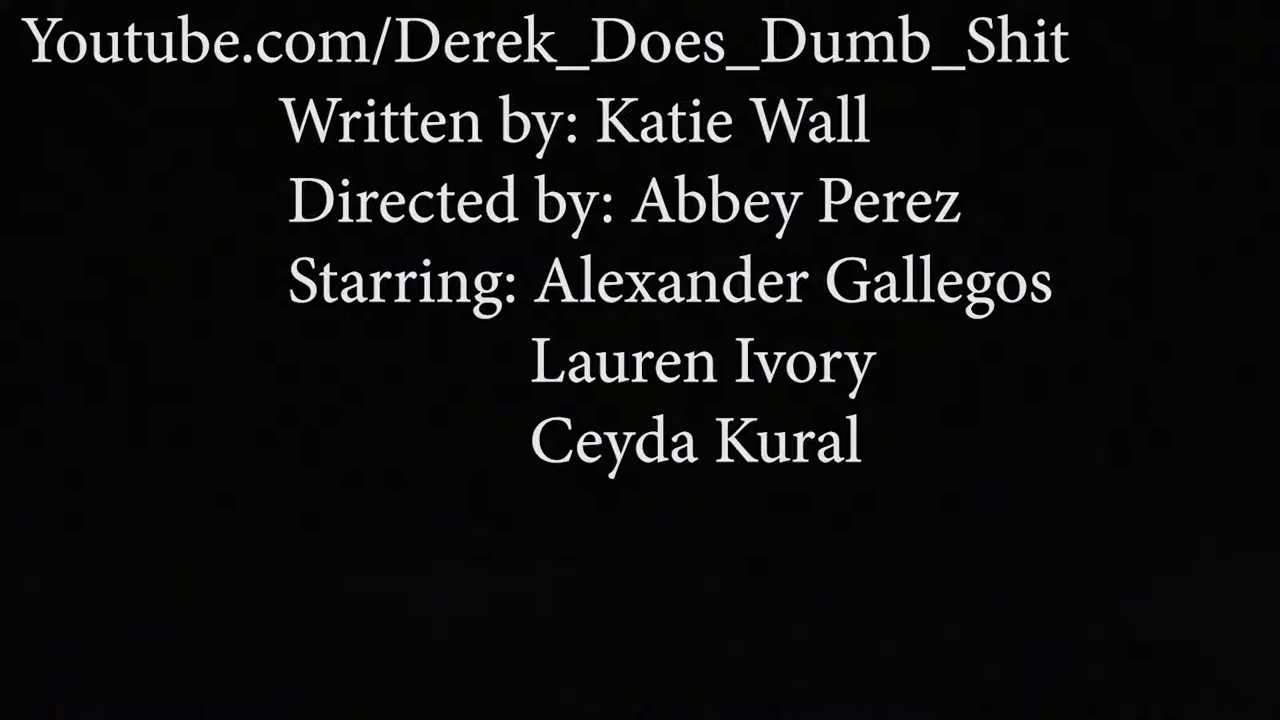 Youtube.com/Derek_Does_Dumb_Shit
Written by: Katie Wall
Directed by: Abbey Perez
Starring: Alexander Gallegos
Lauren Ivory
Ceyda Kural